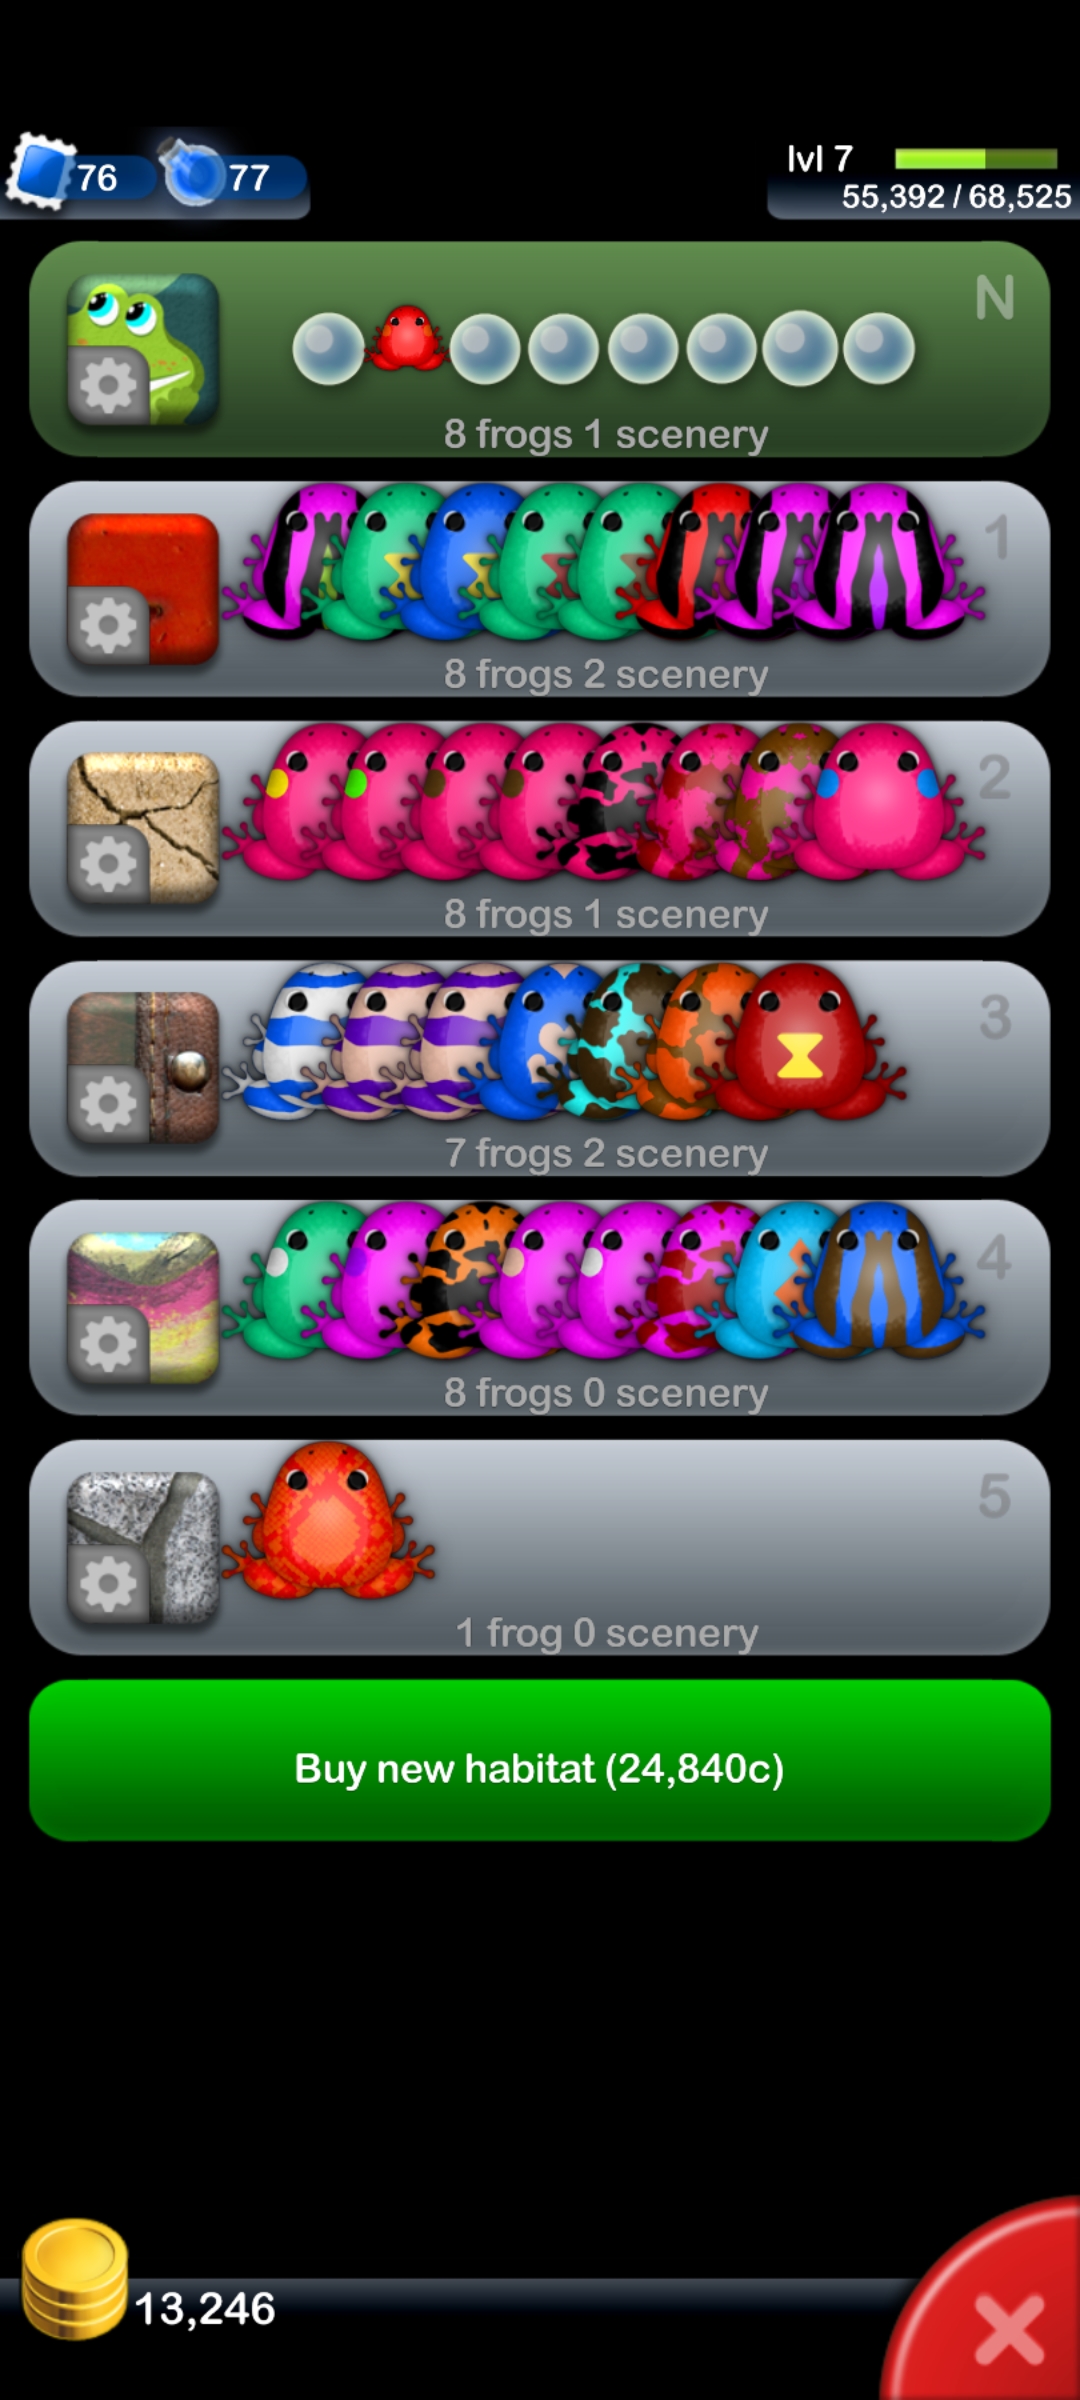 76
77
lvl 7
55,392 / 68,525
N
8 frogs 1 scenery
1
8 frogs 2 scenery
2
8 frogs 1 scenery
3
7 frogs 2 scenery
4
8 frogs 0 scenery
5
1 frog 0 scenery
Buy new habitat (24,840c)
13,246